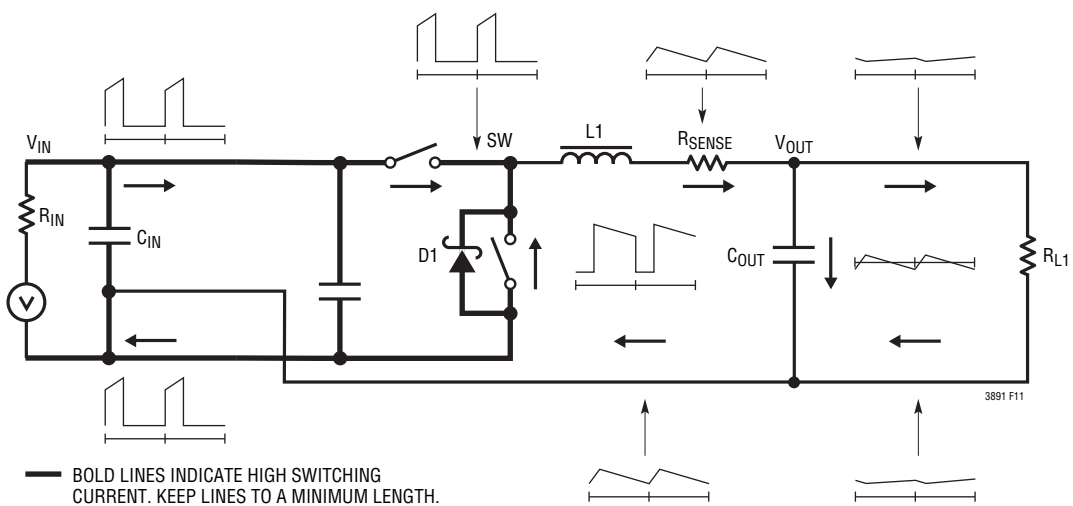 SW
L1
RSENSE
VIN
VOUT
RIN
CIN
D1
COUT
RL1
V
3891 F11
BOLD LINES INDICATE HIGH SWITCHING
CURRENT. KEEP LINES TO A MINIMUM LENGTH.